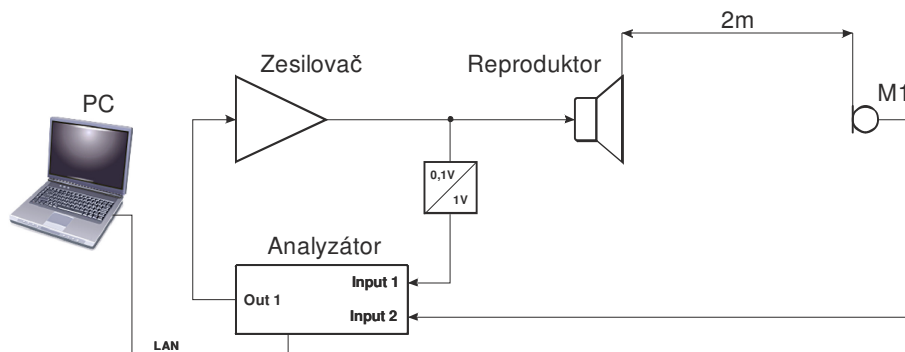 2m
Zesilovač
Reproduktor
PC
M1
0,1V
1V
Analyzátor
Input 1
Out 1
Input 2
LAN